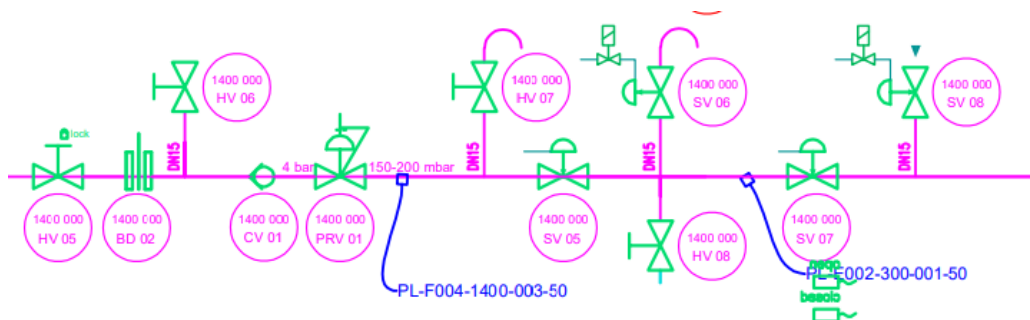 1400 000
HV 06
1400 000
HV 07
1400 000
SV 06
1400 000
SV 08
lock
DN15
4 bar
150-200 mbar
DN15
DN15
DN15
1400 000
HV 05
1400 000
BD 02
1400 000
CV 01
1400 000
PRV 01
1400 000
SV 05
1400 000
HV 08
1400 000
SV 07
PL-F004-1400-003-50
PL-F002-300-001-50
open
closed